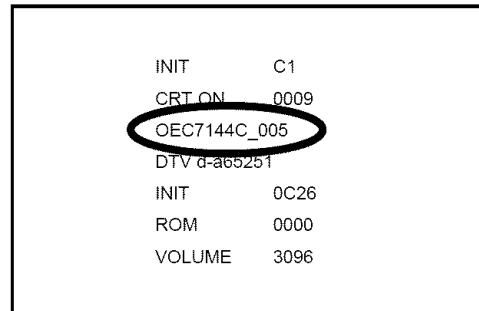 INIT C1
CRT ON 0009
OEC7144C_005
DTV d-a65251
INIT 0C26
ROM 0000
VOLUME 3096